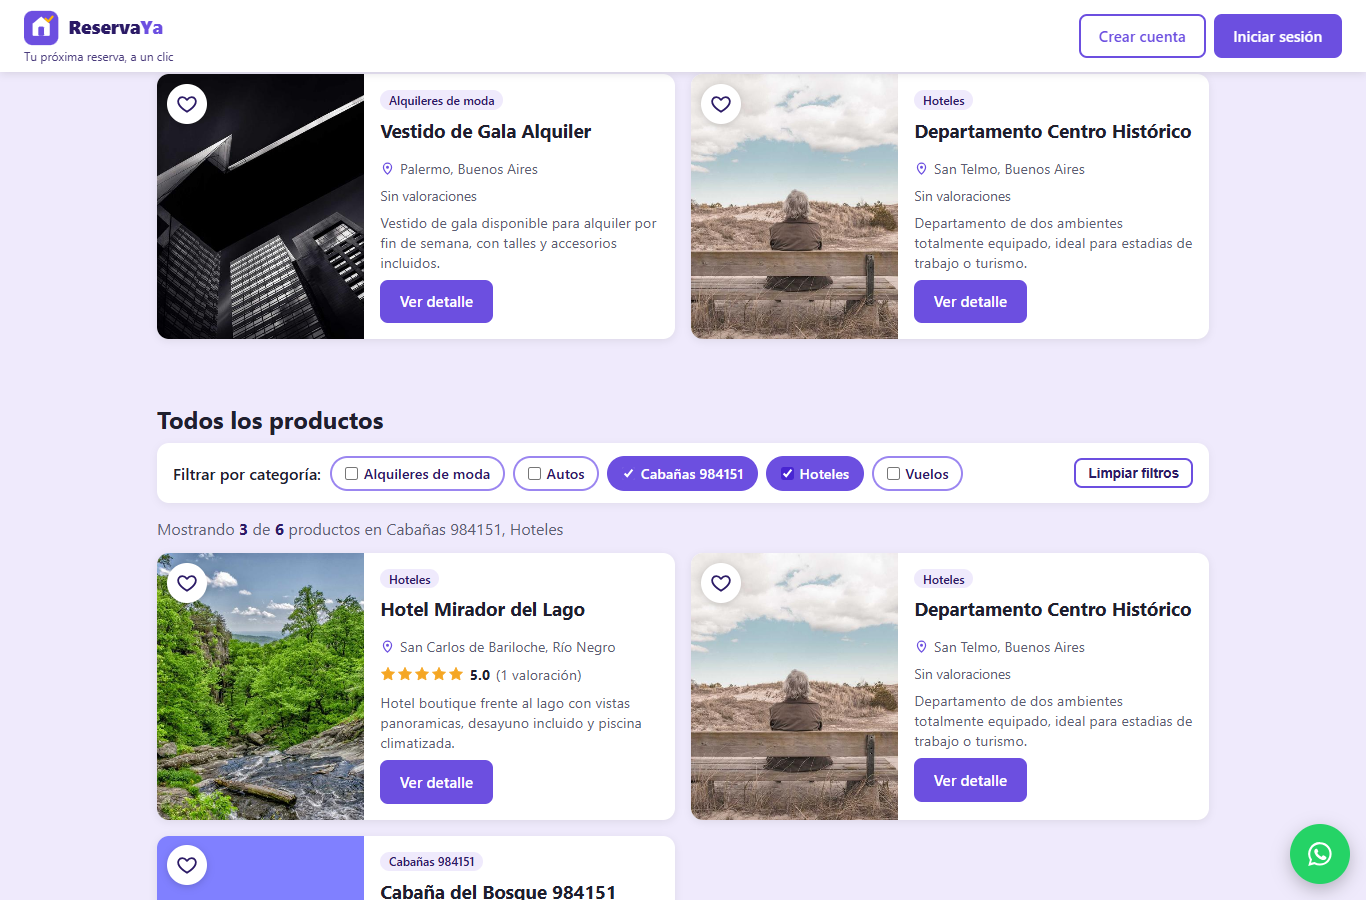 ReservaYa
Tu próxima reserva, a un clic
Crear cuenta
Iniciar sesión
Alquileres de moda
Vestido de Gala Alquiler
Palermo, Buenos Aires
Sin valoraciones
Vestido de gala disponible para alquiler por
fin de semana, con talles y accesorios
incluidos.
Ver detalle
Hoteles
Departamento Centro Histórico
San Telmo, Buenos Aires
Sin valoraciones
Departamento de dos ambientes
totalmente equipado, ideal para estadias de
trabajo o turismo.
Ver detalle
Todos los productos
Filtrar por categoría:
Alquileres de moda
Autos
Cabañas 984151
Hoteles
Vuelos
Limpiar filtros
Mostrando 3 de 6 productos en Cabañas 984151, Hoteles
Hoteles
Hotel Mirador del Lago
San Carlos de Bariloche, Río Negro
5.0 (1 valoración)
Hotel boutique frente al lago con vistas
panoramicas, desayuno incluido y piscina
climatizada.
Ver detalle
Hoteles
Departamento Centro Histórico
San Telmo, Buenos Aires
Sin valoraciones
Departamento de dos ambientes
totalmente equipado, ideal para estadias de
trabajo o turismo.
Ver detalle
Cabañas 984151
Cabaña del Bosque 984151